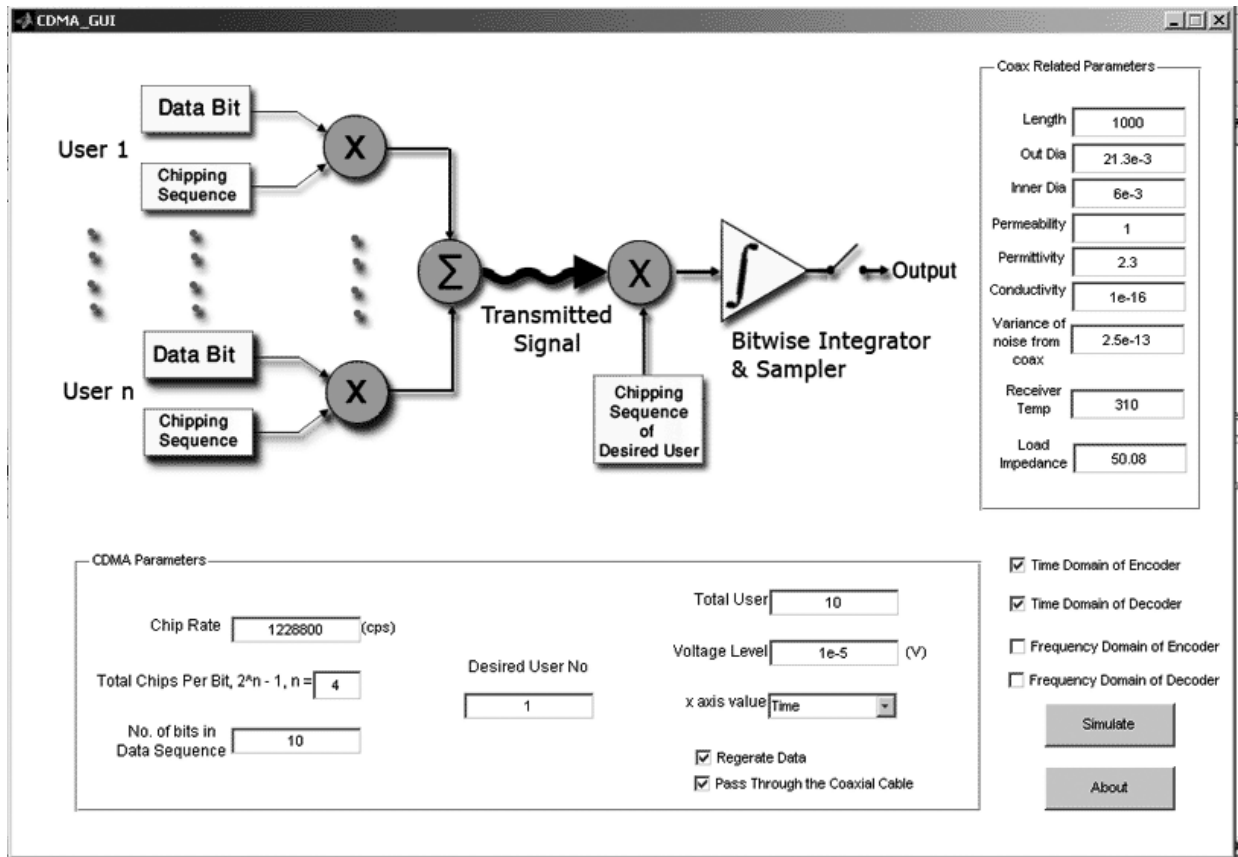 CDMA_GUI
Data Bit
User 1
X
Chipping
Sequence
Σ
Transmitted
Signal
X
∫
Output
Bitwise Integrator
& Sampler
Data Bit
User n
X
Chipping
Sequence
Chipping
Sequence
of
Desired User
Coax Related Parameters
Length 1000
Out Dia 21.3e-3
Inner Dia 6e-3
Permeability 1
Permittivity 2.3
Conductivity 1e-16
Variance of
noise from 2.5e-13
coax
Receiver
Temp 310
Load
Impedance 50.08
CDMA Parameters
Chip Rate 1228800 (cps)
Total Chips Per Bit, 2^n - 1, n = 4
No. of bits in
Data Sequence 10
Desired User No
1
Total User 10
Voltage Level 1e-5 (V)
x axis value Time
Regerate Data
Pass Through the Coaxial Cable
Time Domain of Encoder
Time Domain of Decoder
Frequency Domain of Encoder
Frequency Domain of Decoder
Simulate
About